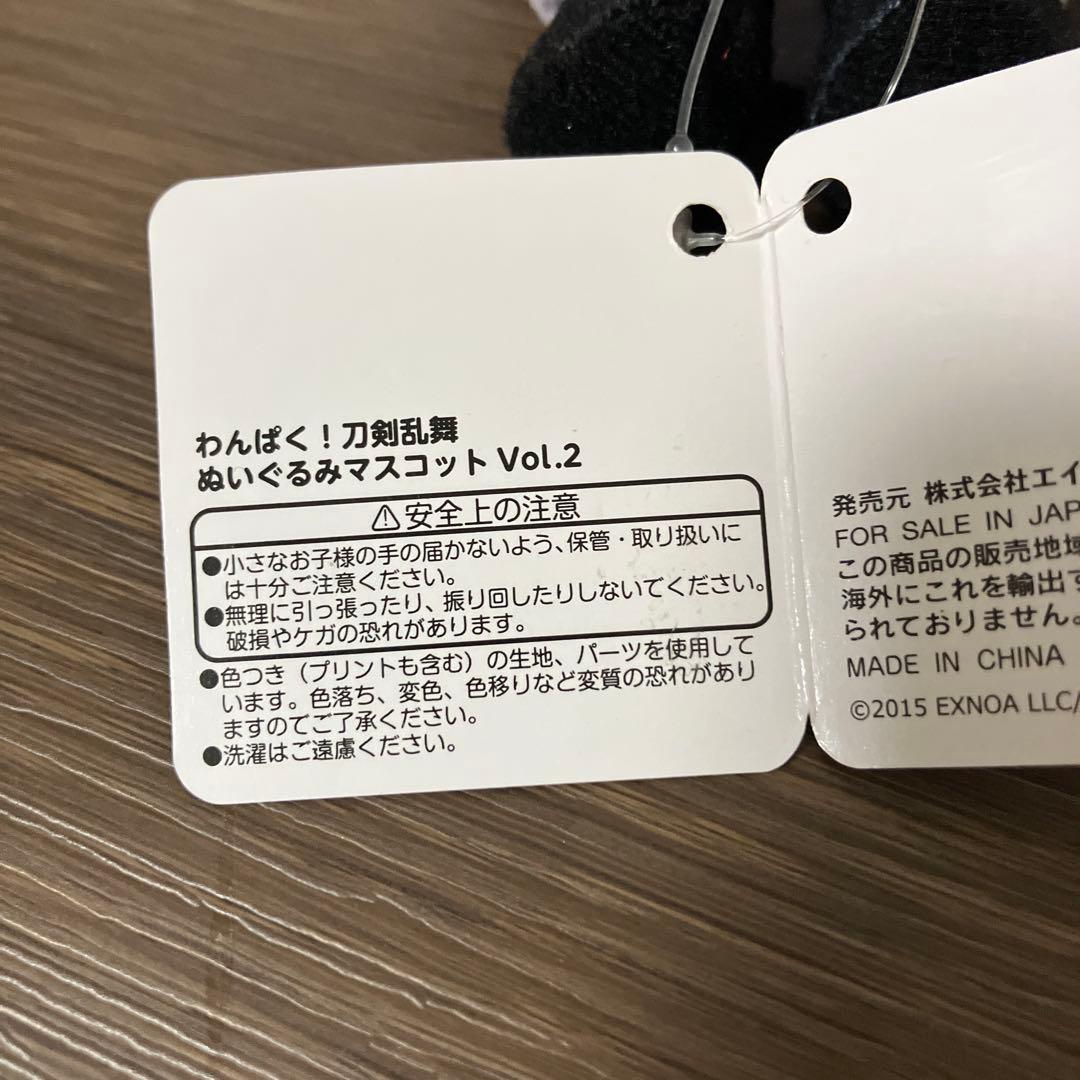 わんぱく！刀剣乱舞
ぬいぐるみマスコット Vol.2
⚠安全上の注意
●小さなお子様の手の届かないよう、保管・取り扱いに
は十分ご注意ください。
●無理に引っ張ったり、振り回したりしないでください。
破損やケガの恐れがあります。
●色つき（プリントも含む）の生地、パーツを使用して
います。色落ち、変色、色移りなど変質の恐れがあり
ますのでご了承ください。
●洗濯はご遠慮ください。
発売元 株式会社エイ
FOR SALE IN JAP
この商品の販売地域
海外にこれを輸出す
られておりません。
MADE IN CHINA
©2015 EXNOA LLC/